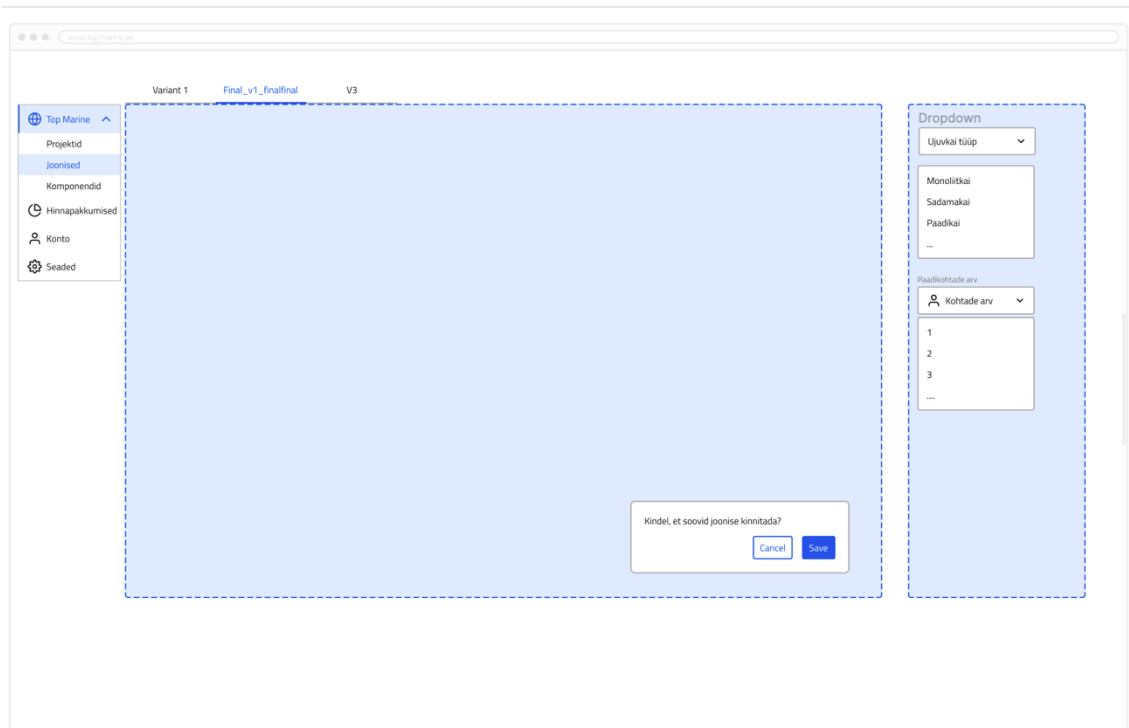 www.topmarine.ee
Variant 1
Final_v1_finalfinal
V3
Top Marine
Projektid
Joonised
Komponendid
Hinnapakkumised
Konto
Seaded
Kindel, et soovid joonise kinnitada?
Cancel
Save
Dropdown
Ujuvkai tüüp
Monoliitkai
Sadamakai
Paadikai
...
Paadikohtade arv
Kohtade arv
1
2
3
....